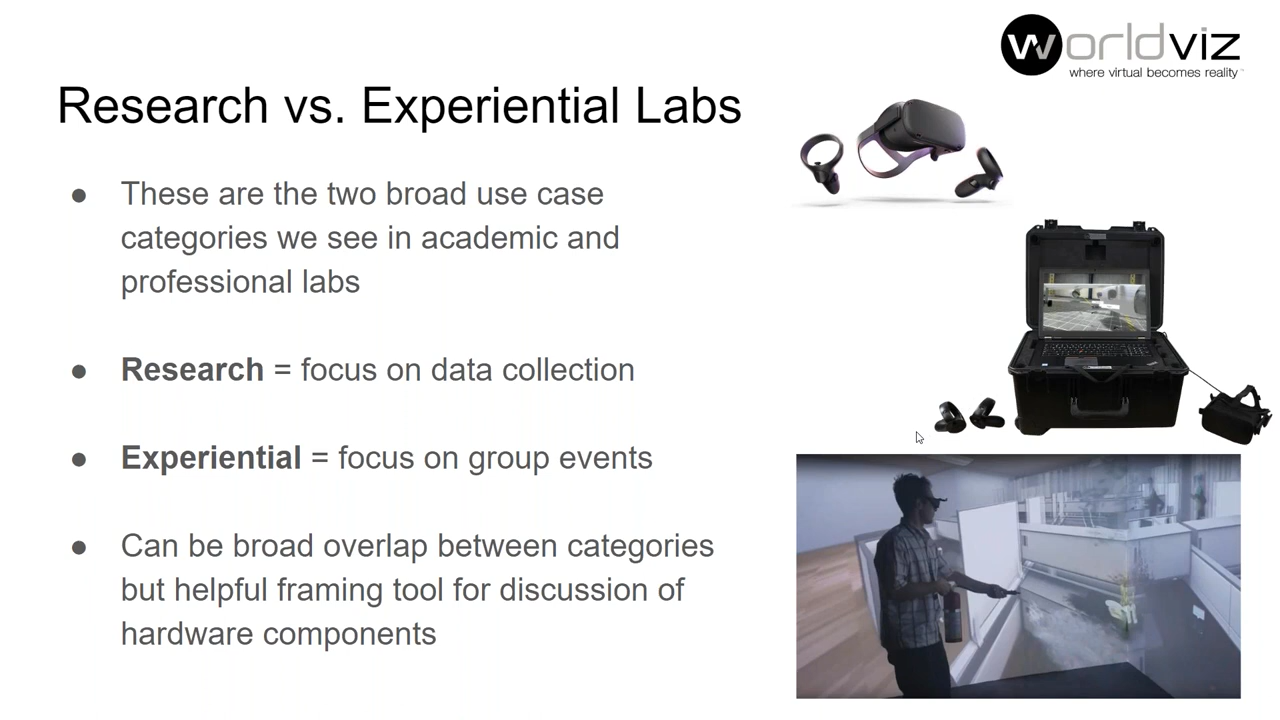 worldviz
where virtual becomes reality™
Research vs. Experiential Labs
● These are the two broad use case
categories we see in academic and
professional labs
● Research = focus on data collection
● Experiential = focus on group events
● Can be broad overlap between categories
but helpful framing tool for discussion of
hardware components